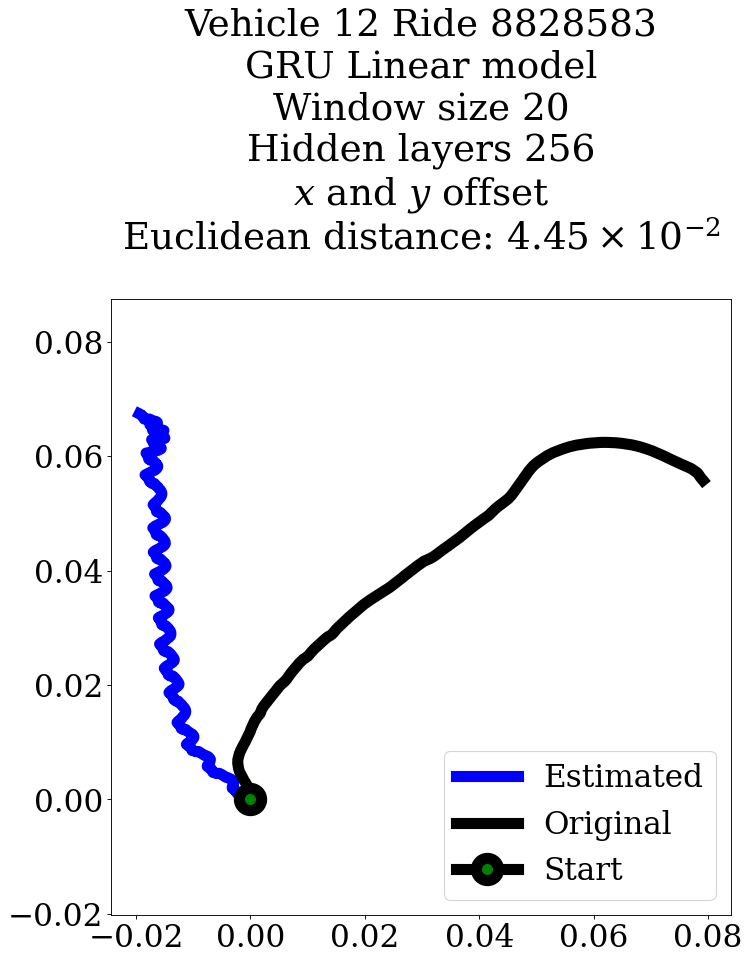 Vehicle 12 Ride 8828583
GRU Linear model
Window size 20
Hidden layers 256
x and y offset
Euclidean distance: 4.45 × 10⁻²
0.08
0.06
0.04
0.02
0.00
−0.02
Estimated
Original
Start
−0.02 0.00 0.02 0.04 0.06 0.08